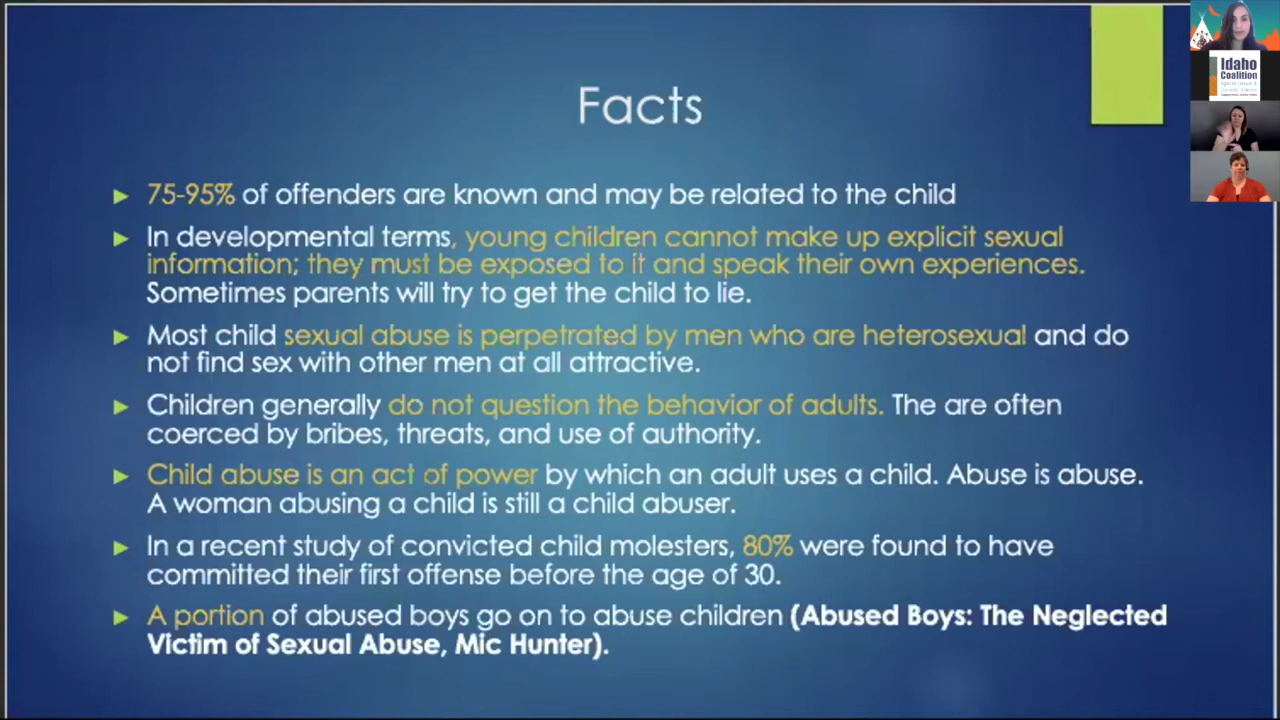 Facts
75-95% of offenders are known and may be related to the child
In developmental terms, young children cannot make up explicit sexual
information; they must be exposed to it and speak their own experiences.
Sometimes parents will try to get the child to lie.
Most child sexual abuse is perpetrated by men who are heterosexual and do
not find sex with other men at all attractive.
Children generally do not question the behavior of adults. The are often
coerced by bribes, threats, and use of authority.
Child abuse is an act of power by which an adult uses a child. Abuse is abuse.
A woman abusing a child is still a child abuser.
In a recent study of convicted child molesters, 80% were found to have
committed their first offense before the age of 30.
A portion of abused boys go on to abuse children (Abused Boys: The Neglected
Victim of Sexual Abuse, Mic Hunter).
Idaho
Coalition